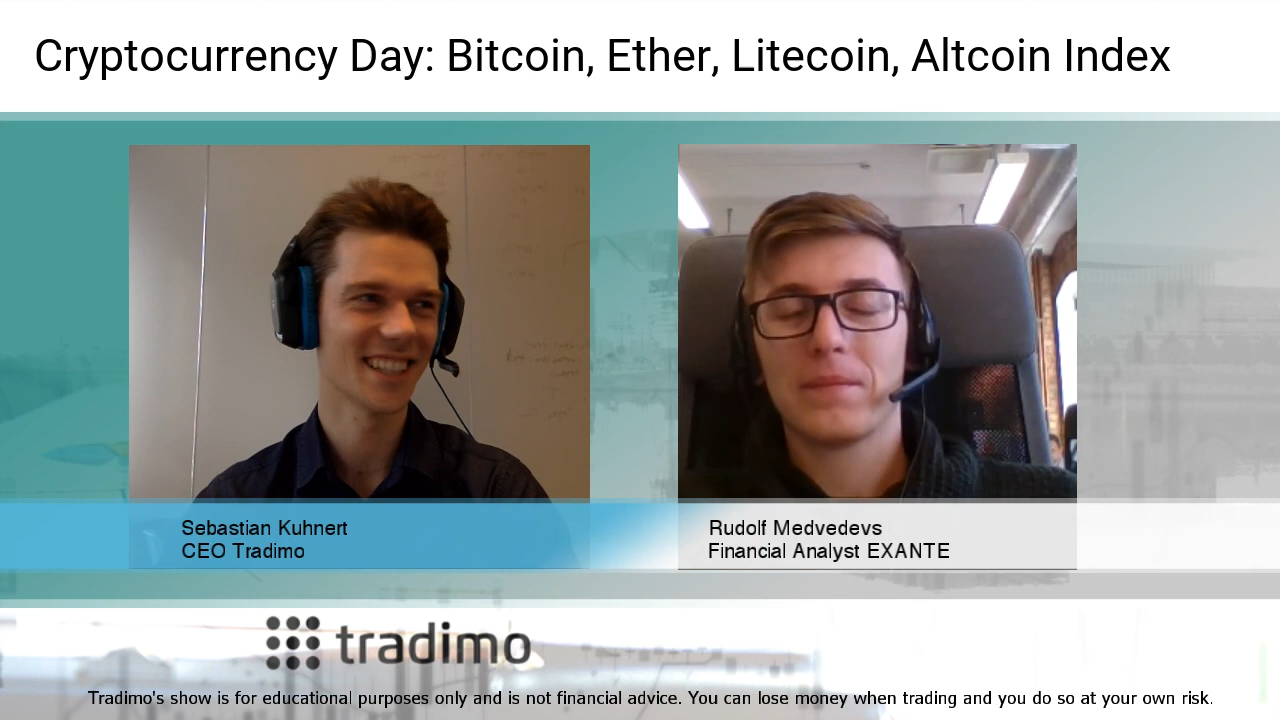 Cryptocurrency Day: Bitcoin, Ether, Litecoin, Altcoin Index
Sebastian Kuhnert
CEO Tradimo
Rudolf Medvedevs
Financial Analyst EXANTE
tradimo
Tradimo's show is for educational purposes only and is not financial advice. You can lose money when trading and you do so at your own risk.